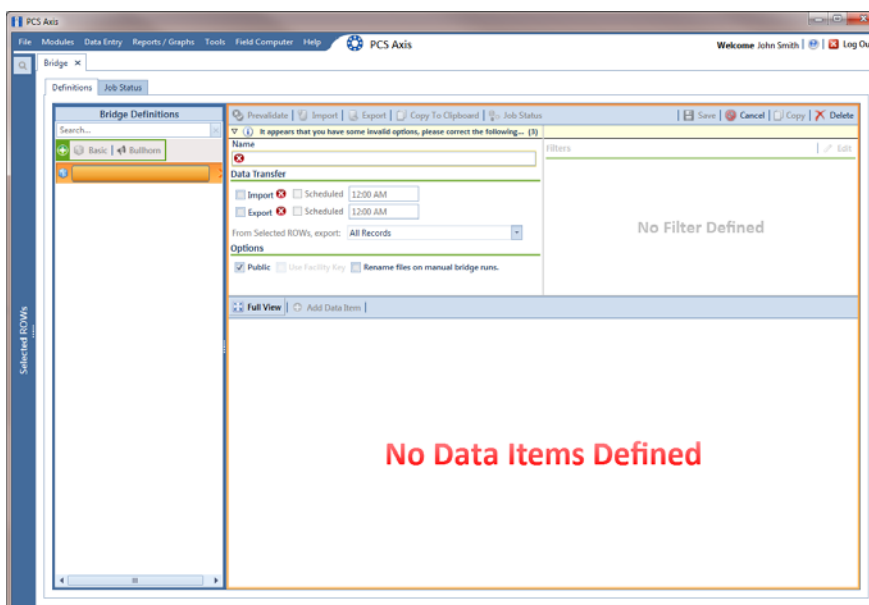 PCS Axis
File Modules Data Entry Reports / Graphs Tools Field Computer Help PCS Axis Welcome John Smith | Log Ou
Bridge ×
Definitions Job Status
Bridge Definitions
Search...
Basic | Bullhorn
Prevalidate | Import | Export | Copy To Clipboard | Job Status | Save | Cancel | Copy | Delete
It appears that you have some invalid options, please correct the following... (3)
Name
Filters | Edit
Data Transfer
Import Scheduled 12:00 AM
Export Scheduled 12:00 AM
From Selected ROWs, export: All Records
No Filter Defined
Options
Public Use Facility Key Rename files on manual bridge runs.
Full View | Add Data Item |
Selected ROWs
No Data Items Defined